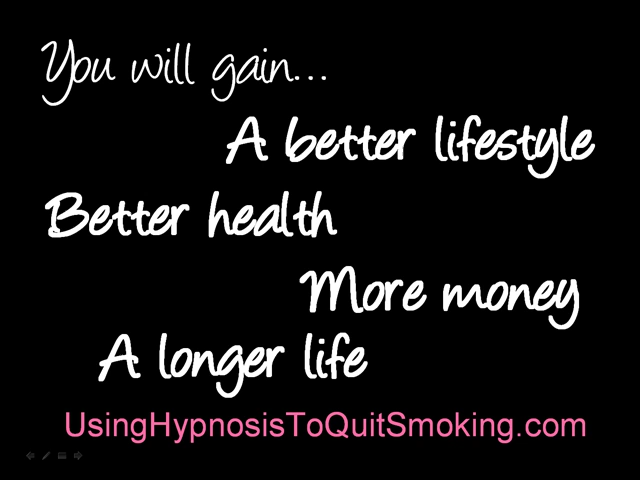 You will gain...
A better lifestyle
Better health
More money
A longer life
UsingHypnosisToQuitSmoking.com